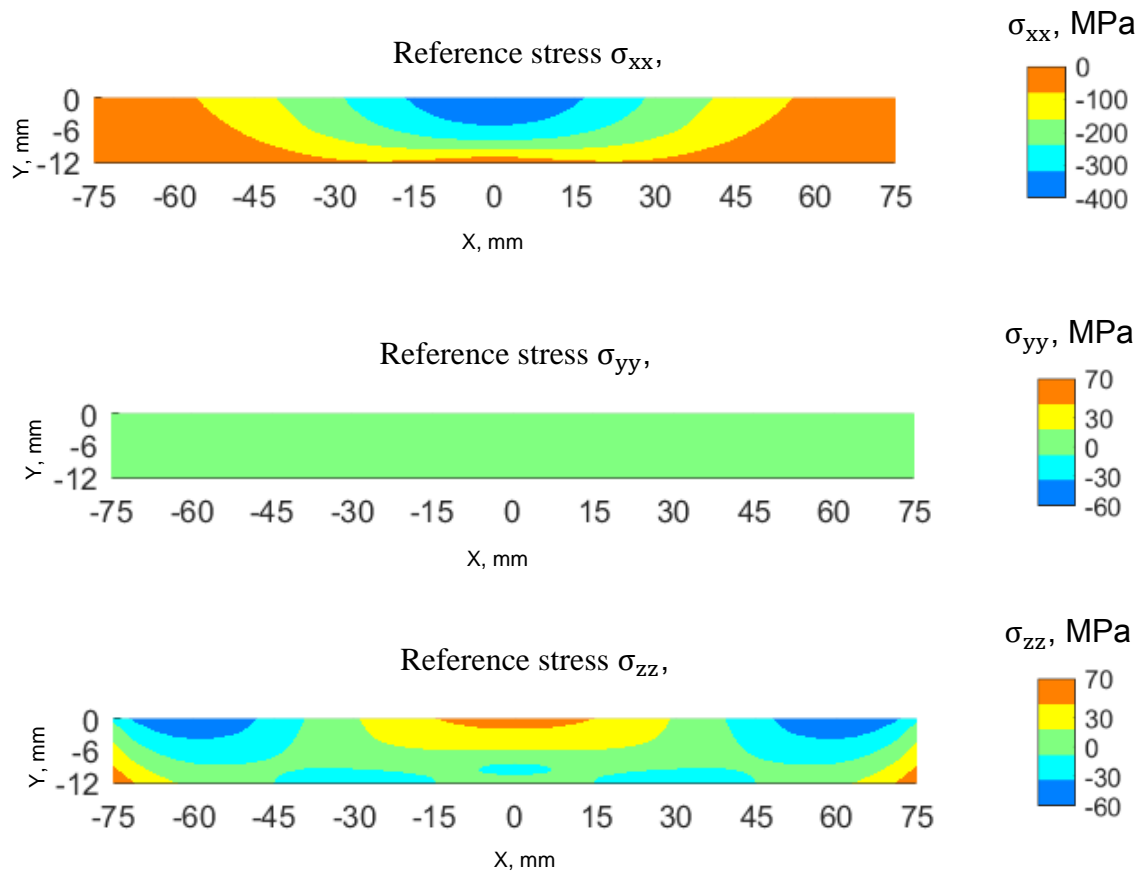 σxx, MPa
Reference stress σxx,
0
-100
-200
-300
-400
Y, mm
0
-6
-12
-75 -60 -45 -30 -15 0 15 30 45 60 75
X, mm
σyy, MPa
Reference stress σyy,
70
30
0
-30
-60
Y, mm
0
-6
-12
-75 -60 -45 -30 -15 0 15 30 45 60 75
X, mm
σzz, MPa
Reference stress σzz,
70
30
0
-30
-60
Y, mm
0
-6
-12
-75 -60 -45 -30 -15 0 15 30 45 60 75
X, mm